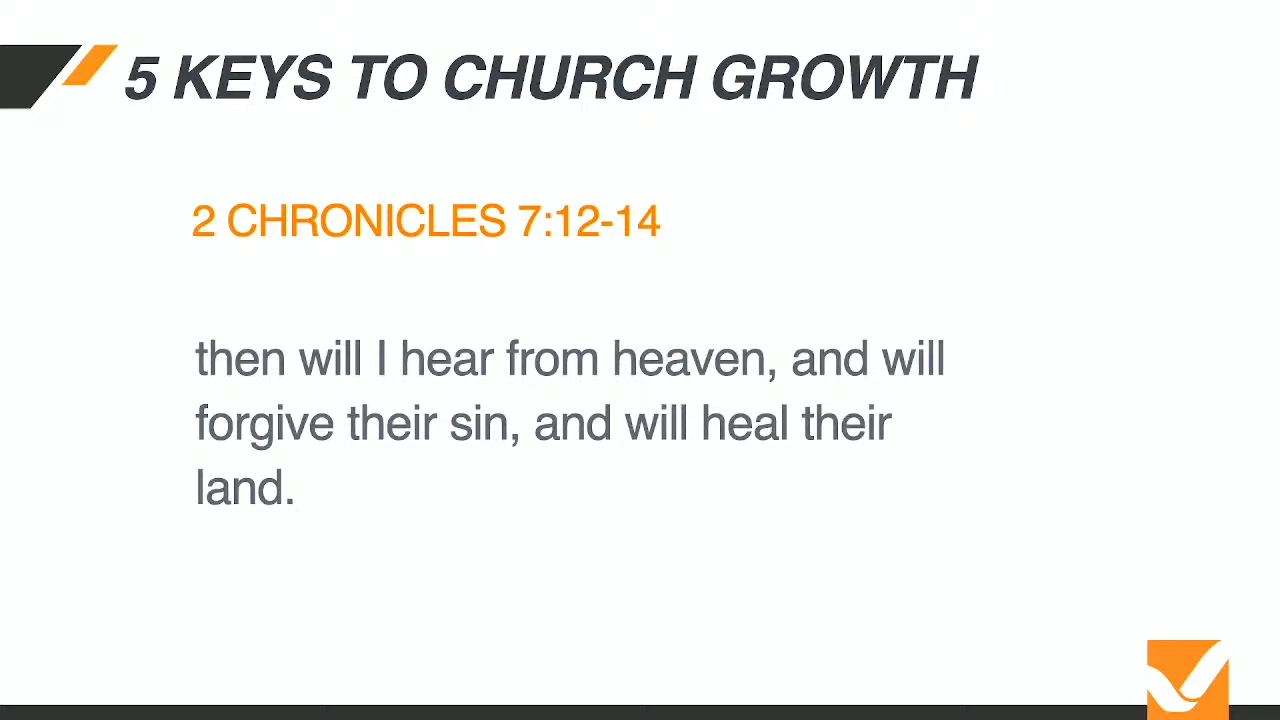 5 KEYS TO CHURCH GROWTH
2 CHRONICLES 7:12-14
then will I hear from heaven, and will
forgive their sin, and will heal their
land.